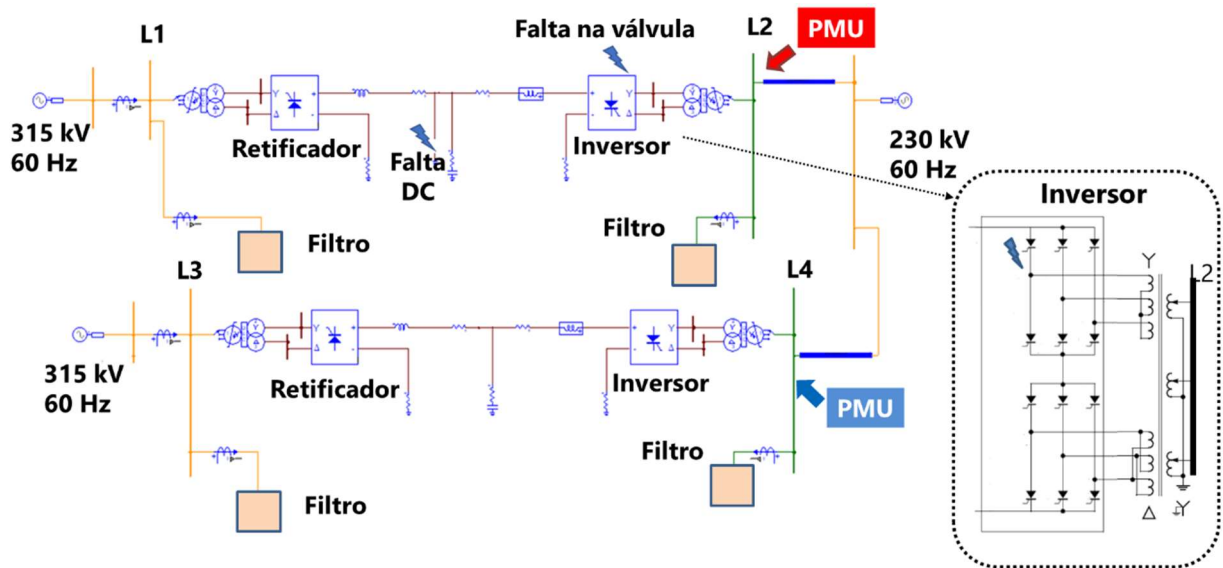 Falta na válvula
L2
PMU
L1
315 kV
60 Hz
Retificador
Falta
DC
Inversor
230 kV
60 Hz
Filtro
Filtro
L3
L4
Inversor
L2
Y
Δ
Y
315 kV
60 Hz
Retificador
Inversor
PMU
Filtro
Filtro
Y
Δ
+
-
+
-
Y
Δ
Y
Δ
+
-
+
-
Y
Δ